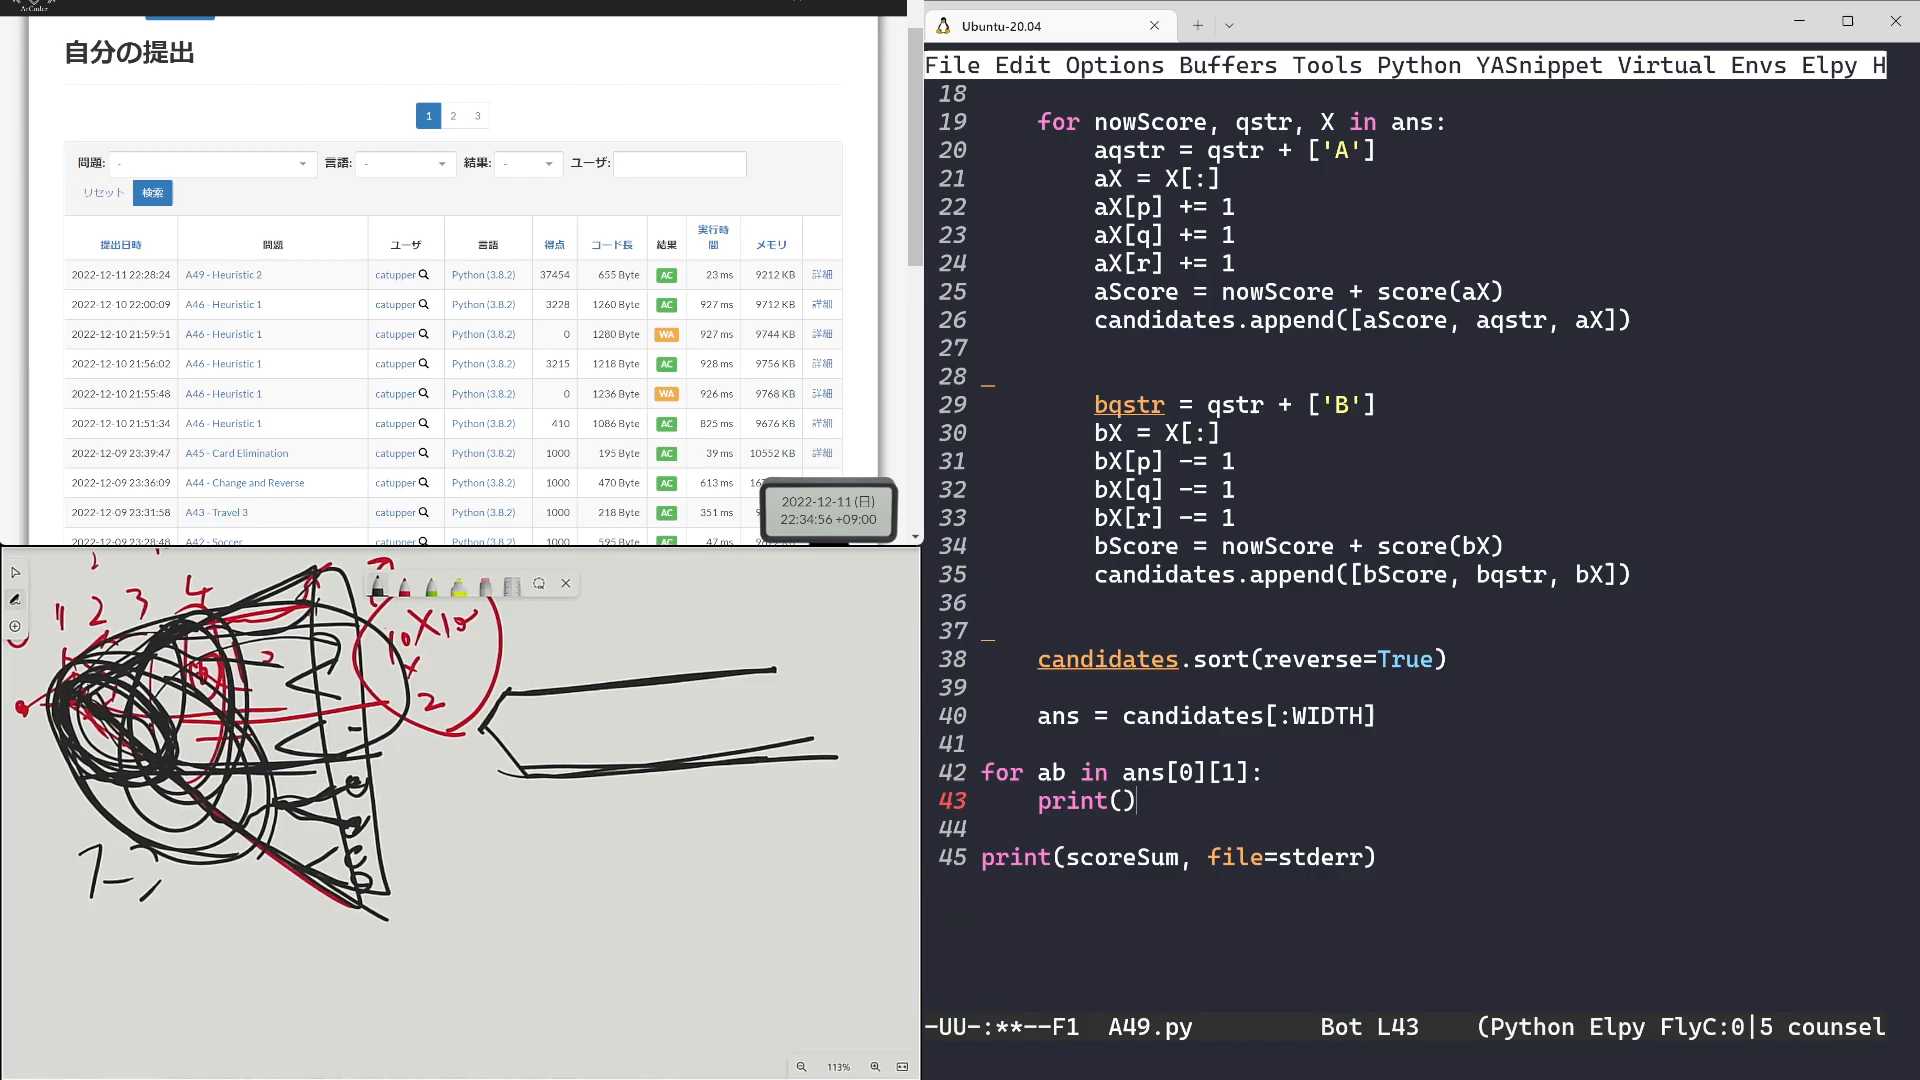 AtCoder
自分の提出
1 2 3
問題: - 言語: - 結果: - ユーザ:
リセット 検索
提出日時 問題 ユーザ 言語 得点 コード長 結果 実行時間 メモリ
2022-12-11 22:28:24 A49 - Heuristic 2 catupper Python (3.8.2) 37454 655 Byte AC 23 ms 9212 KB 詳細
2022-12-10 22:00:09 A46 - Heuristic 1 catupper Python (3.8.2) 3228 1260 Byte AC 927 ms 9712 KB 詳細
2022-12-10 21:59:51 A46 - Heuristic 1 catupper Python (3.8.2) 0 1280 Byte WA 927 ms 9744 KB 詳細
2022-12-10 21:56:02 A46 - Heuristic 1 catupper Python (3.8.2) 3215 1218 Byte AC 928 ms 9756 KB 詳細
2022-12-10 21:55:48 A46 - Heuristic 1 catupper Python (3.8.2) 0 1236 Byte WA 926 ms 9768 KB 詳細
2022-12-10 21:51:34 A46 - Heuristic 1 catupper Python (3.8.2) 410 1086 Byte AC 825 ms 9676 KB 詳細
2022-12-09 23:39:47 A45 - Card Elimination catupper Python (3.8.2) 1000 195 Byte AC 39 ms 10552 KB 詳細
2022-12-09 23:36:09 A44 - Change and Reverse catupper Python (3.8.2) 1000 470 Byte AC 613 ms
2022-12-09 23:31:58 A43 - Travel 3 catupper Python (3.8.2) 1000 218 Byte AC 351 ms
2022-12-09 23:28:48 A42 - Soccer catupper Python (3.8.2) 1000 595 Byte AC 47 ms
2022-12-11 (日)
22:34:56 +09:00
1 2 3 4
10 X 10
x
2
113%
Ubuntu-20.04
File Edit Options Buffers Tools Python YASnippet Virtual Envs Elpy H
18
19 for nowScore, qstr, X in ans:
20 aqstr = qstr + ['A']
21 aX = X[:]
22 aX[p] += 1
23 aX[q] += 1
24 aX[r] += 1
25 aScore = nowScore + score(aX)
26 candidates.append([aScore, aqstr, aX])
27
28
29 bqstr = qstr + ['B']
30 bX = X[:]
31 bX[p] -= 1
32 bX[q] -= 1
33 bX[r] -= 1
34 bScore = nowScore + score(bX)
35 candidates.append([bScore, bqstr, bX])
36
37
38 candidates.sort(reverse=True)
39
40 ans = candidates[:WIDTH]
41
42 for ab in ans[0][1]:
43 print()
44
45 print(scoreSum, file=stderr)
-UU-:**--F1 A49.py Bot L43 (Python Elpy FlyC:0|5 counsel